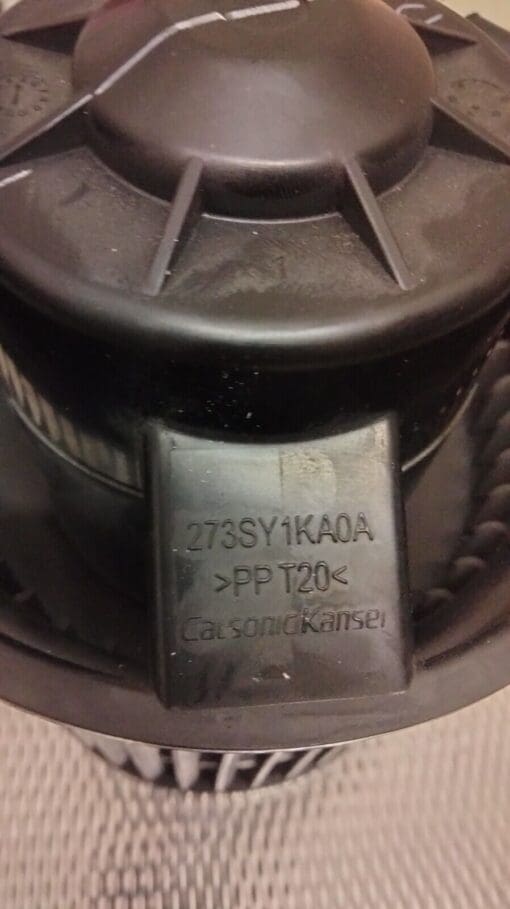 273SY1KA0A
>PP T20<
CalsonicKansei